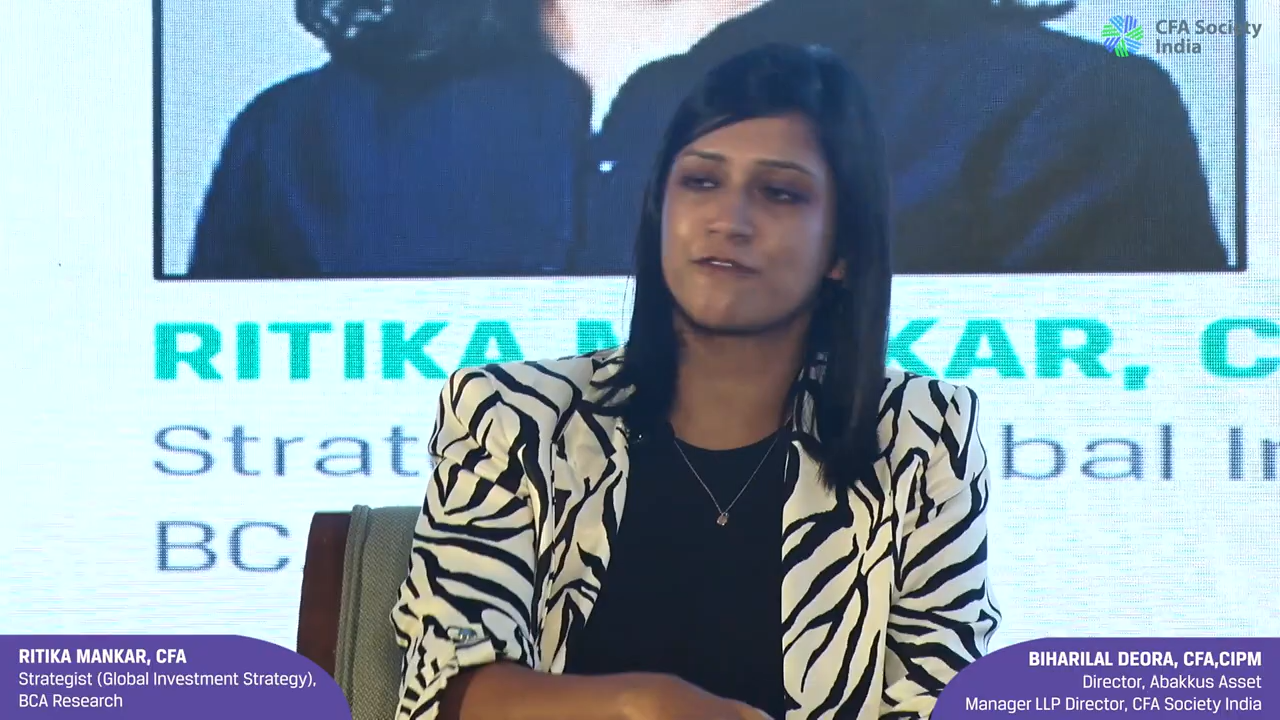 CFA Society
India
RITIKA KAR, C
Strat bal I
BC
RITIKA MANKAR, CFA
Strategist (Global Investment Strategy),
BCA Research
BIHARILAL DEORA, CFA,CIPM
Director, Abakkus Asset
Manager LLP Director, CFA Society India